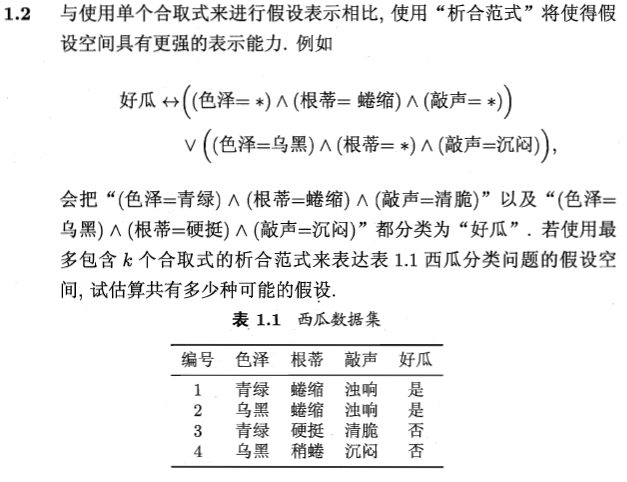 1.2 与使用单个合取式来进行假设表示相比, 使用“析合范式”将使得假
设空间具有更强的表示能力. 例如
好瓜 ↔ ((色泽= *) ∧ (根蒂= 蜷缩) ∧ (敲声= *))
∨ ((色泽=乌黑) ∧ (根蒂= *) ∧ (敲声=沉闷)),
会把“(色泽=青绿) ∧ (根蒂=蜷缩) ∧ (敲声=清脆)”以及“(色泽=
乌黑) ∧ (根蒂=硬挺) ∧ (敲声=沉闷)”都分类为“好瓜”. 若使用最
多包含 k 个合取式的析合范式来表达表 1.1 西瓜分类问题的假设空
间, 试估算共有多少种可能的假设.
表 1.1 西瓜数据集
编号 色泽 根蒂 敲声 好瓜
1 青绿 蜷缩 浊响 是
2 乌黑 蜷缩 浊响 是
3 青绿 硬挺 清脆 否
4 乌黑 稍蜷 沉闷 否